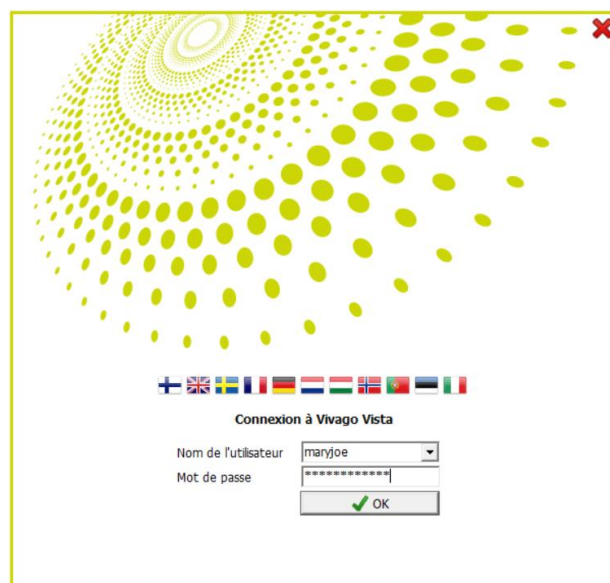 Connexion à Vivago Vista
Nom de l'utilisateur maryjoe
Mot de passe ************
OK